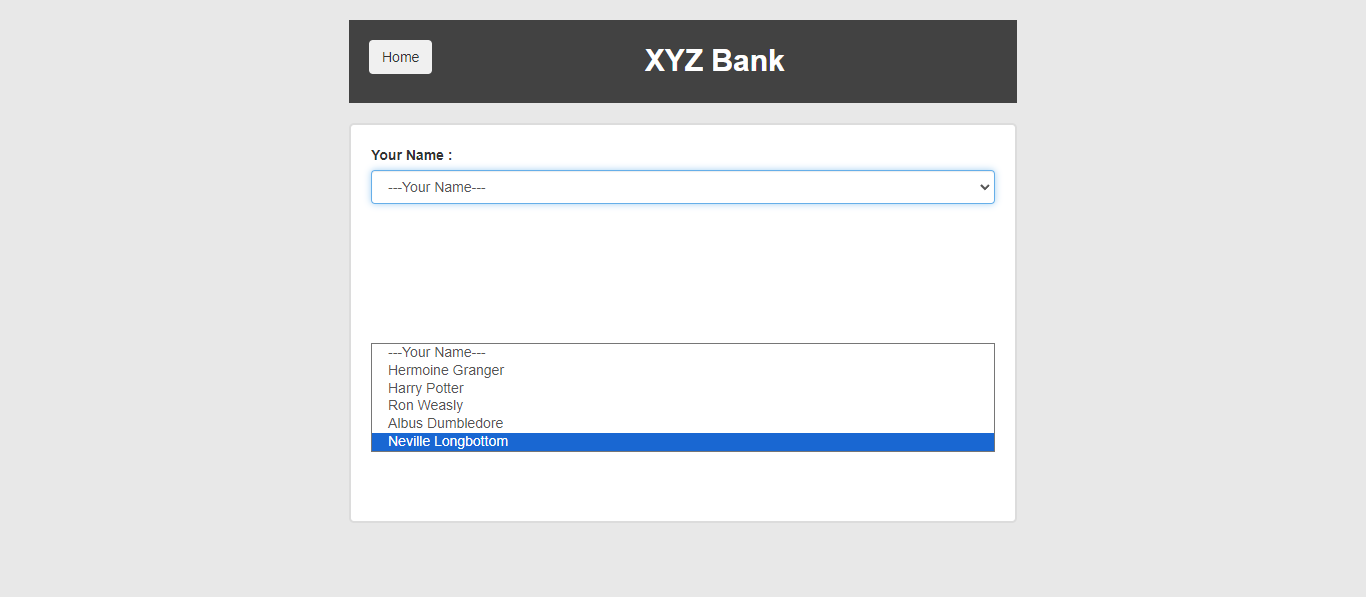 Home
XYZ Bank
Your Name :
---Your Name---
---Your Name---
Hermoine Granger
Harry Potter
Ron Weasly
Albus Dumbledore
Neville Longbottom